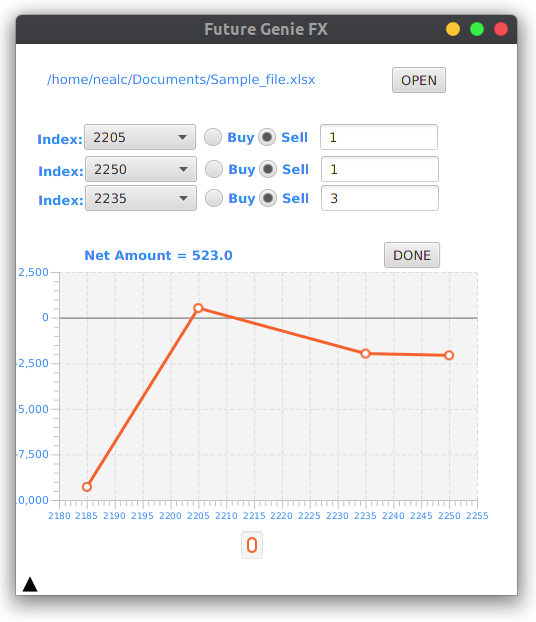 Future Genie FX
/home/nealc/Documents/Sample_file.xlsx OPEN
Index: 2205 Buy Sell 1
Index: 2250 Buy Sell 1
Index: 2235 Buy Sell 3
Net Amount = 523.0 DONE
2,500
0
-2,500
-5,000
-7,500
0,000
2180 2185 2190 2195 2200 2205 2210 2215 2220 2225 2230 2235 2240 2245 2250 2255